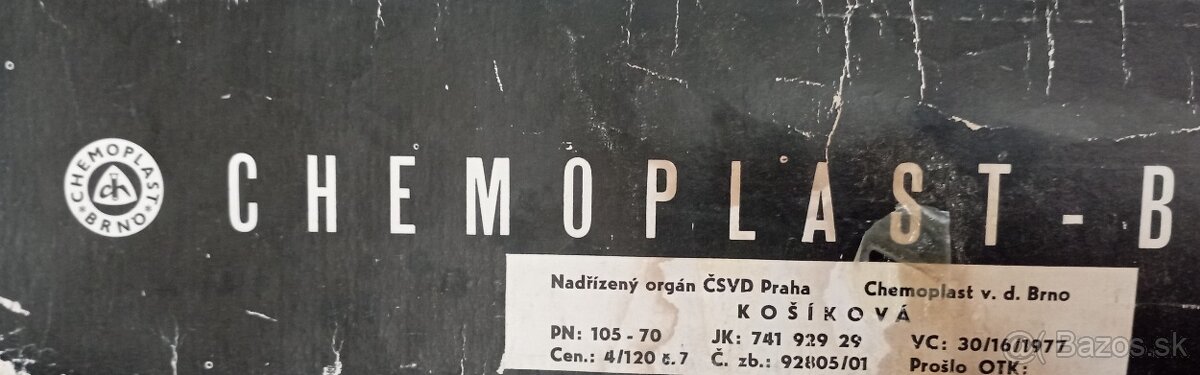 CHEMOPLAST
BRNO
CHEMOPLAST-B
Nadřízený orgán ČSVD Praha Chemoplast v. d. Brno
KOŠÍKOVÁ
PN: 105-70 JK: 741 929 29 VC: 30/16/1977
Cen.: 4/120 č.7 Č. zb.: 92805/01 Prošlo OTK:
Bazos.sk